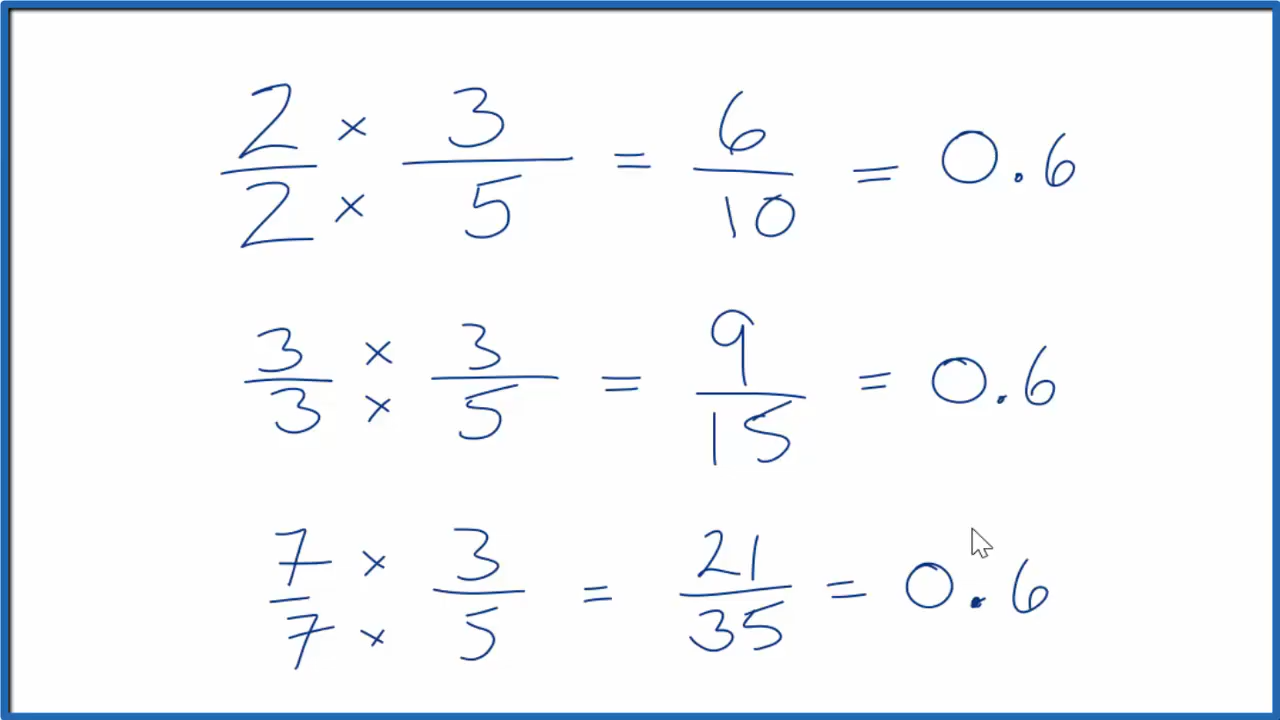 2/2 × × 3/5 = 6/10 = 0.6
3/3 × × 3/5 = 9/15 = 0.6
7/7 × × 3/5 = 21/35 = 0.6